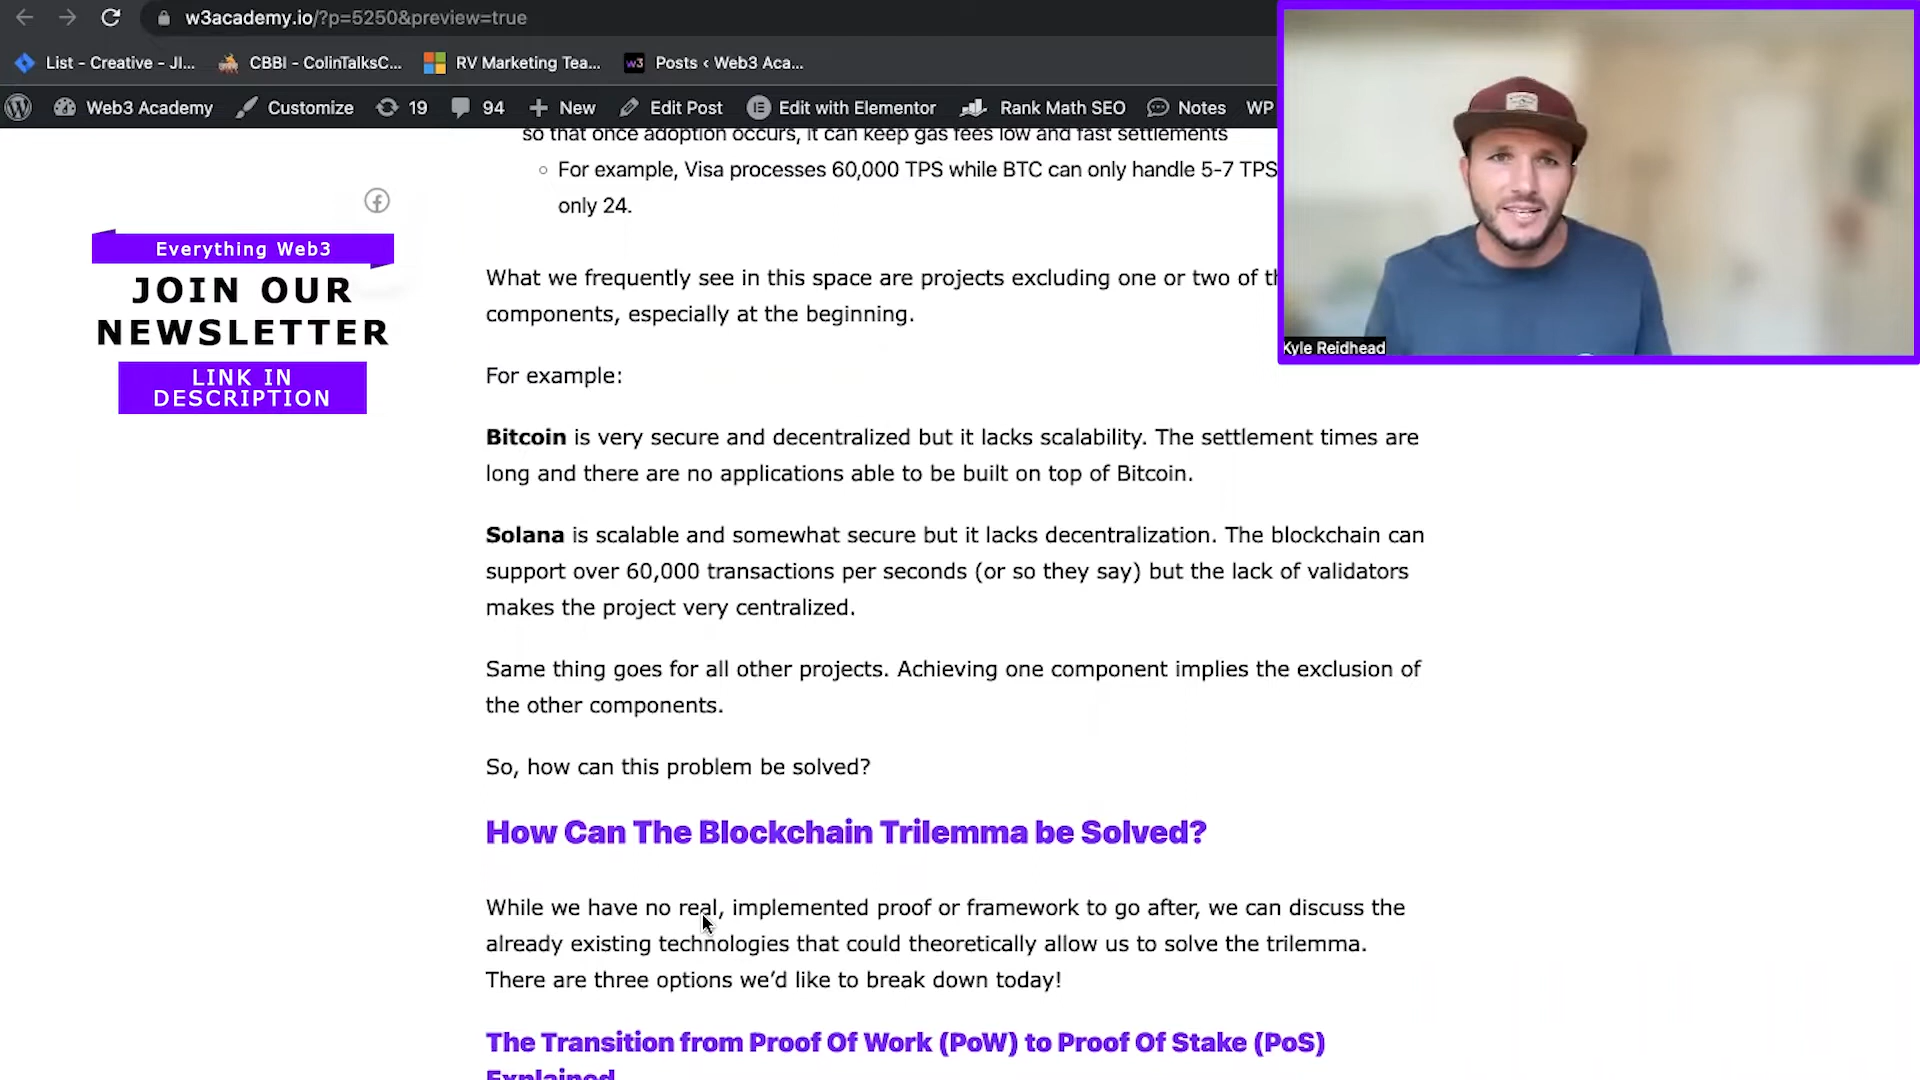 w3academy.io/?p=5250&preview=true
List - Creative - JI...
CBBI - ColinTalksC...
RV Marketing Tea...
w3
Posts ‹ Web3 Aca...
Web3 Academy
Customize
19
94
New
Edit Post
Edit with Elementor
Rank Math SEO
Notes
WP
so that once adoption occurs, it can keep gas fees low and fast settlements
For example, Visa processes 60,000 TPS while BTC can only handle 5-7 TPS
only 24.
Everything Web3
JOIN OUR
NEWSLETTER
LINK IN
DESCRIPTION
Kyle Reidhead
What we frequently see in this space are projects excluding one or two of
components, especially at the beginning.
For example:
Bitcoin is very secure and decentralized but it lacks scalability. The settlement times are
long and there are no applications able to be built on top of Bitcoin.
Solana is scalable and somewhat secure but it lacks decentralization. The blockchain can
support over 60,000 transactions per seconds (or so they say) but the lack of validators
makes the project very centralized.
Same thing goes for all other projects. Achieving one component implies the exclusion of
the other components.
So, how can this problem be solved?
How Can The Blockchain Trilemma be Solved?
While we have no real, implemented proof or framework to go after, we can discuss the
already existing technologies that could theoretically allow us to solve the trilemma.
There are three options we’d like to break down today!
The Transition from Proof Of Work (PoW) to Proof Of Stake (PoS)
Explained